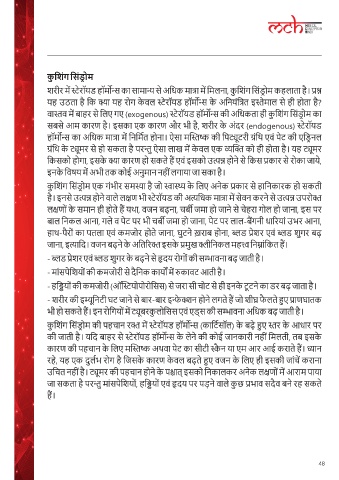 mch
कुशिंग सिंड्रोम
शरीर में स्टेरॉयड हॉर्मोन्स का सामान्य से अधिक मात्रा में मिलना, कुशिंग सिंड्रोम कहलाता है। प्रश्न
यह उठता है कि क्या यह रोग केवल स्टेरॉयड हॉर्मोन्स के अनियंत्रित इस्तेमाल से ही होता है?
वास्तव में बाहर से लिए गए (exogenous) स्टेरॉयड हॉर्मोन्स की अधिकता ही कुशिंग सिंड्रोम का
सबसे आम कारण है। इसका एक कारण और भी है, शरीर के अंदर (endogenous) स्टेरॉयड
हॉर्मोन्स का अधिक मात्रा में निर्मित होना। ऐसा मस्तिष्क की पिट्यूटरी ग्रंथि एवं पेट की एड्रिनल
ग्रंथि के ट्यूमर से हो सकता है परन्तु ऐसा लाख में केवल एक व्यक्ति को ही होता है। यह ट्यूमर
किसको होगा, इसके क्या कारण हो सकते हैं एवं इसको उत्पन्न होने से किस प्रकार से रोका जाये,
इनके विषय में अभी तक कोई अनुमान नहीं लगाया जा सका है।
कुशिंग सिंड्रोम एक गंभीर समस्या है जो स्वास्थ्य के लिए अनेक प्रकार से हानिकारक हो सकती
है। इनसे उत्पन्न होने वाले लक्षण भी स्टेरॉयड की अत्यधिक मात्रा में सेवन करने से उत्पन्न उपरोक्त
लक्षणों के समान ही होते हैं यथा, वजन बढ़ना, चर्बी जमा हो जाने से चेहरा गोल हो जाना, इस पर
बाल निकल आना, गले व पेट पर भी चर्बी जमा हो जाना, पेट पर लाल-बैंगनी धारियां उभर आना,
हाथ-पैरों का पतला एवं कमजोर होते जाना, घुटने ख़राब होना, ब्लड प्रेशर एवं ब्लड शुगर बढ़
जाना, इत्यादि। वजन बढ़ने के अतिरिक्त इसके प्रमुख क्लीनिकल महत्त्व निम्नांकित हैं।
- ब्लड प्रेशर एवं ब्लड शुगर के बढ़ने से हृदय रोगों की सम्भावना बढ़ जाती है।
- मांसपेशियों की कमजोरी से दैनिक कार्यों में रुकावट आती है।
- हड्डियों की कमजोरी (ऑस्टियोपोरोसिस) से जरा सी चोट से ही इनके टूटने का डर बढ़ जाता है।
- शरीर की इम्यूनिटी घट जाने से बार-बार इन्फेक्शन होने लगते हैं जो शीघ्र फैलते हुए प्राणघातक
भी हो सकते हैं। इन रोगियों में ट्यूबरकुलोसिस एवं एड्स की सम्भावना अधिक बढ़ जाती है।
कुशिंग सिंड्रोम की पहचान रक्त में स्टेरॉयड हॉर्मोन्स (कार्टिसॉल) के बढ़े हुए स्तर के आधार पर
की जाती है। यदि बाहर से स्टेरॉयड हॉर्मोन्स के लेने की कोई जानकारी नहीं मिलती, तब इसके
कारण की पहचान के लिए मस्तिष्क अथवा पेट का सीटी स्कैन या एम आर आई कराते हैं। ध्यान
रहे, यह एक दुर्लभ रोग है जिसके कारण केवल बढ़ते हुए वजन के लिए ही इसकी जांचें कराना
उचित नहीं है। ट्यूमर की पहचान होने के पश्चात् इसको निकालकर अनेक लक्षणों में आराम पाया
जा सकता है परन्तु मांसपेशियों, हड्डियों एवं हृदय पर पड़ने वाले कुछ प्रभाव सदैव बने रह सकते
हैं।
48